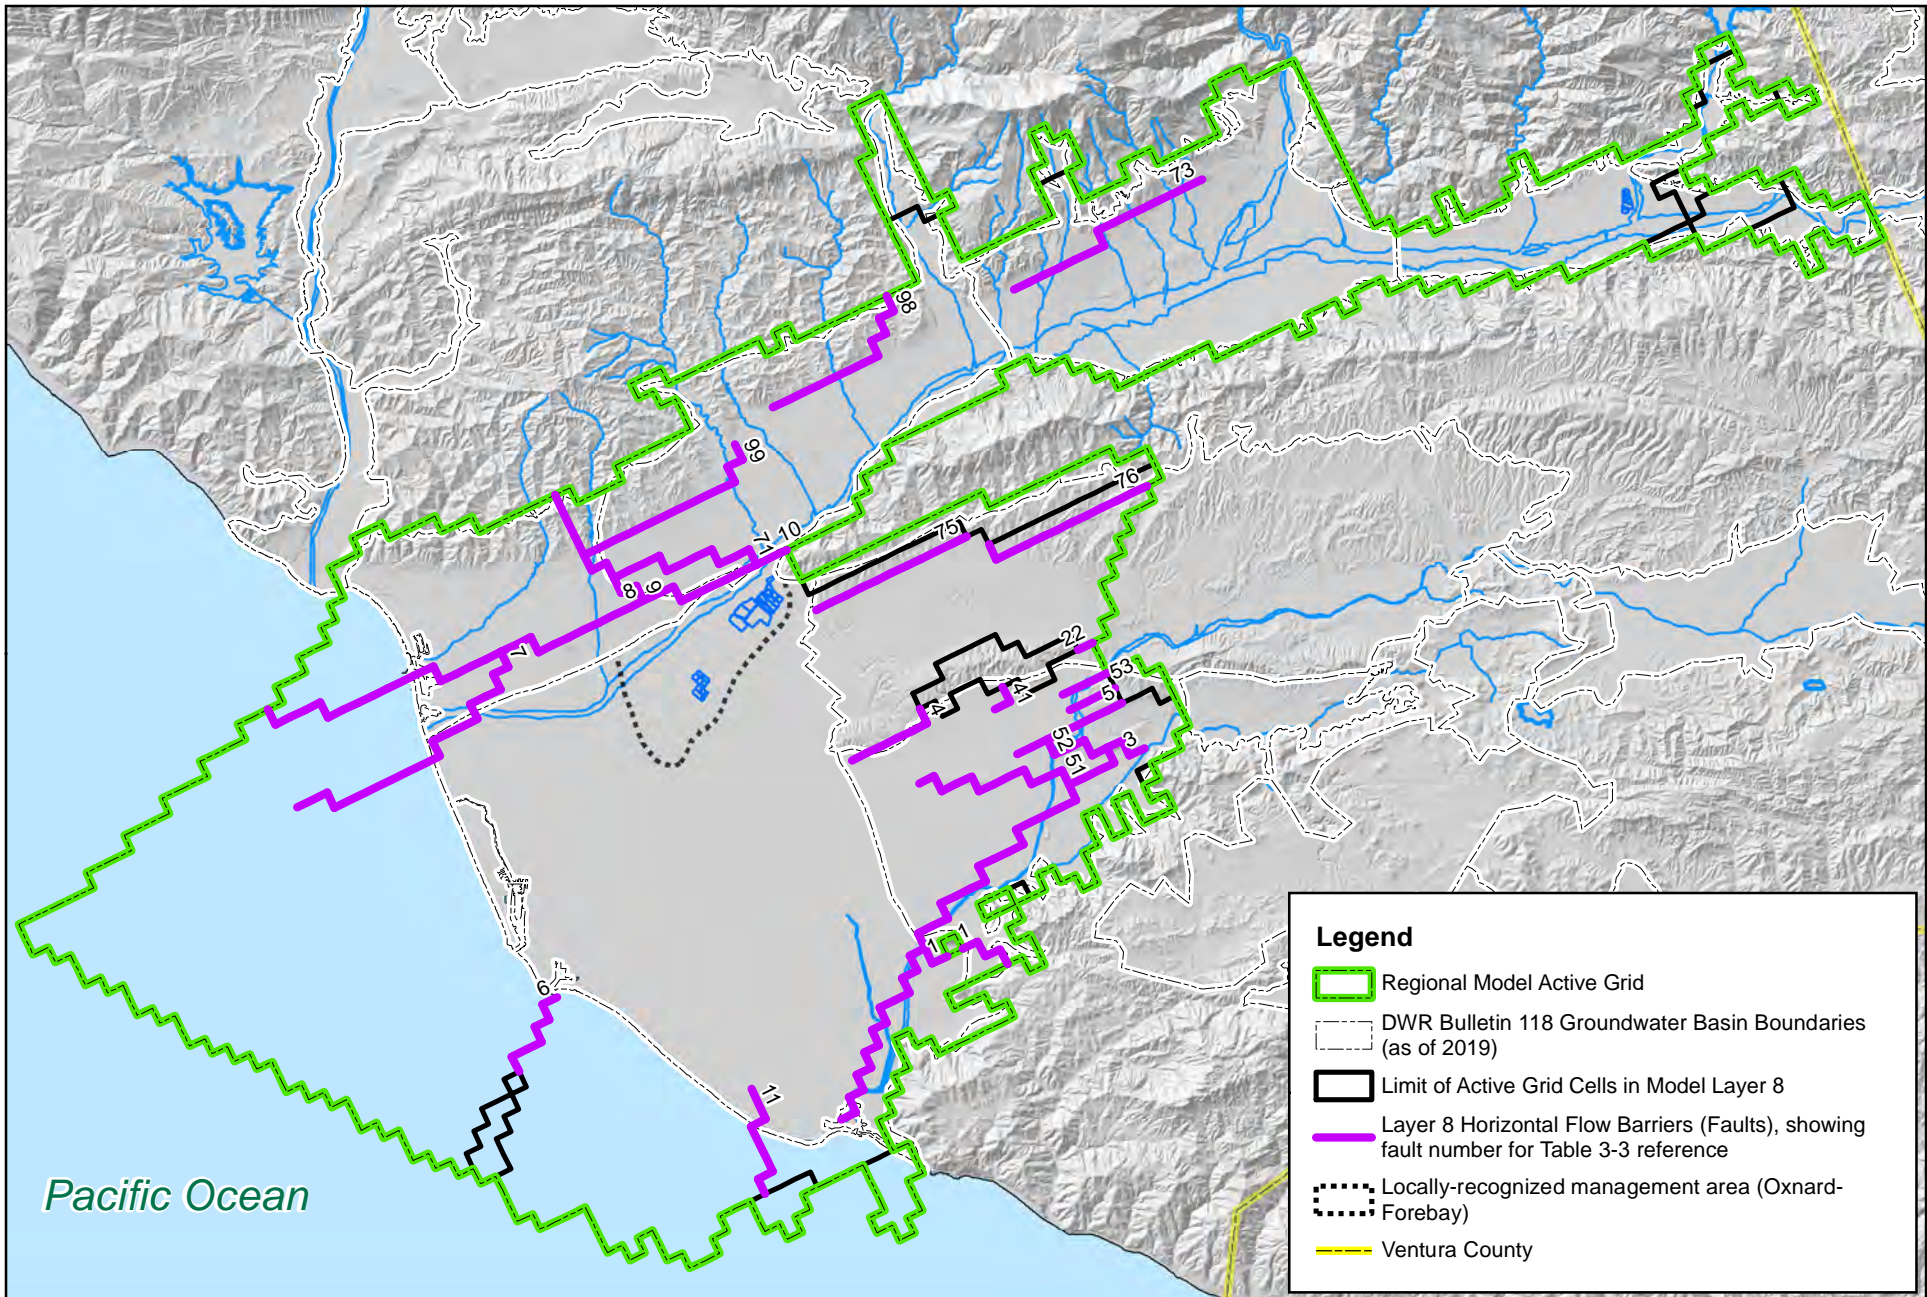 73
98
99
76
75
10
71
8
9
7
22
53
41
5
4
52
3
51
1
1
6
11
Pacific Ocean
Legend
Regional Model Active Grid
DWR Bulletin 118 Groundwater Basin Boundaries
(as of 2019)
Limit of Active Grid Cells in Model Layer 8
Layer 8 Horizontal Flow Barriers (Faults), showing
fault number for Table 3-3 reference
Locally-recognized management area (Oxnard-
Forebay)
Ventura County